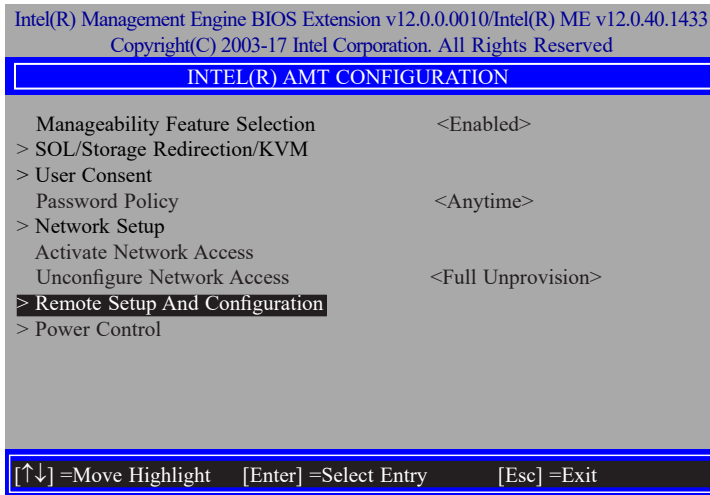 Intel(R) Management Engine BIOS Extension v12.0.0.0010/Intel(R) ME v12.0.40.1433
Copyright(C) 2003-17 Intel Corporation. All Rights Reserved
INTEL(R) AMT CONFIGURATION
Manageability Feature Selection <Enabled>
> SOL/Storage Redirection/KVM
> User Consent
Password Policy <Anytime>
> Network Setup
Activate Network Access
Unconfigure Network Access <Full Unprovision>
> Remote Setup And Configuration
> Power Control
[↑↓] =Move Highlight [Enter] =Select Entry [Esc] =Exit